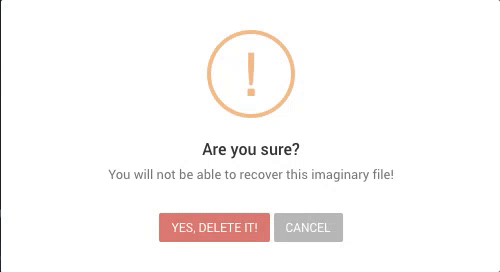 !
Are you sure?
You will not be able to recover this imaginary file!
YES, DELETE IT! CANCEL